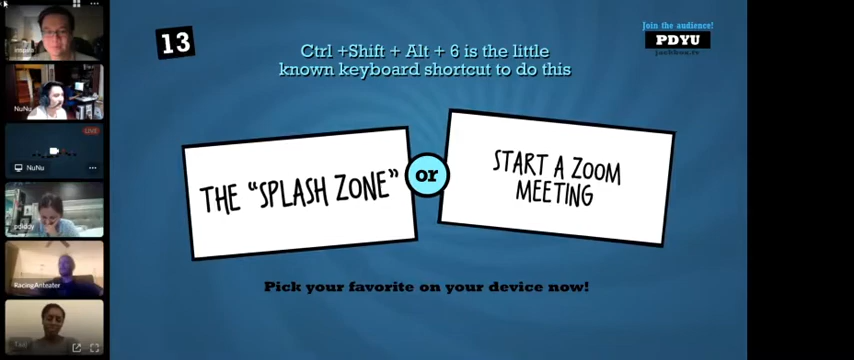 13
Ctrl +Shift + Alt + 6 is the little
known keyboard shortcut to do this
Join the audience!
PDYU
jackbox.tv
THE "SPLASH ZONE"
or
START A ZOOM
MEETING
Pick your favorite on your device now!
NuNu
LIVE
NuNu
pdiddy
RacingAnteater